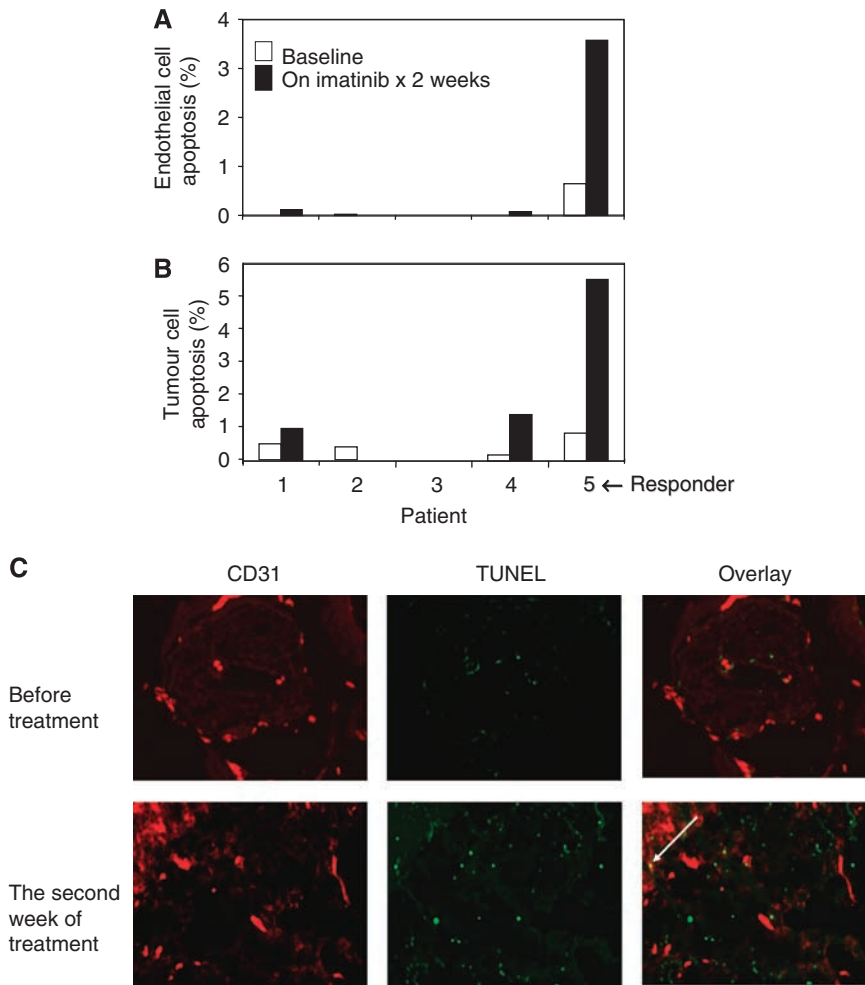 A
Endothelial cell
apoptosis (%)
4
3
2
1
0
Baseline
On imatinib x 2 weeks
B
Tumour cell
apoptosis (%)
6
5
4
3
2
1
0
1 2 3 4 5 ← Responder
Patient
C
CD31 TUNEL Overlay
Before
treatment
The second
week of
treatment